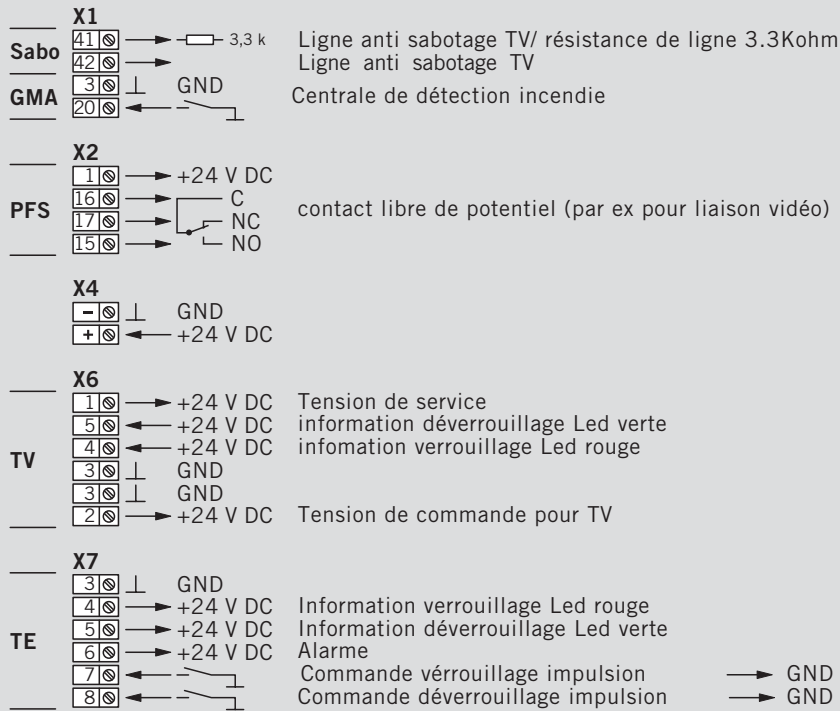 X1
Sabo
41 3,3 k Ligne anti sabotage TV/ résistance de ligne 3.3Kohm
42 Ligne anti sabotage TV
GMA
3 GND Centrale de détection incendie
20
X2
PFS
1 +24 V DC
16 C
17 NC contact libre de potentiel (par ex pour liaison vidéo)
15 NO
X4
- GND
+ +24 V DC
X6
TV
1 +24 V DC Tension de service
5 +24 V DC information déverrouillage Led verte
4 +24 V DC infomation verrouillage Led rouge
3 GND
3 GND
2 +24 V DC Tension de commande pour TV
X7
TE
3 GND
4 +24 V DC Information verrouillage Led rouge
5 +24 V DC Information déverrouillage Led verte
6 +24 V DC Alarme
7 Commande vérrouillage impulsion GND
8 Commande déverrouillage impulsion GND